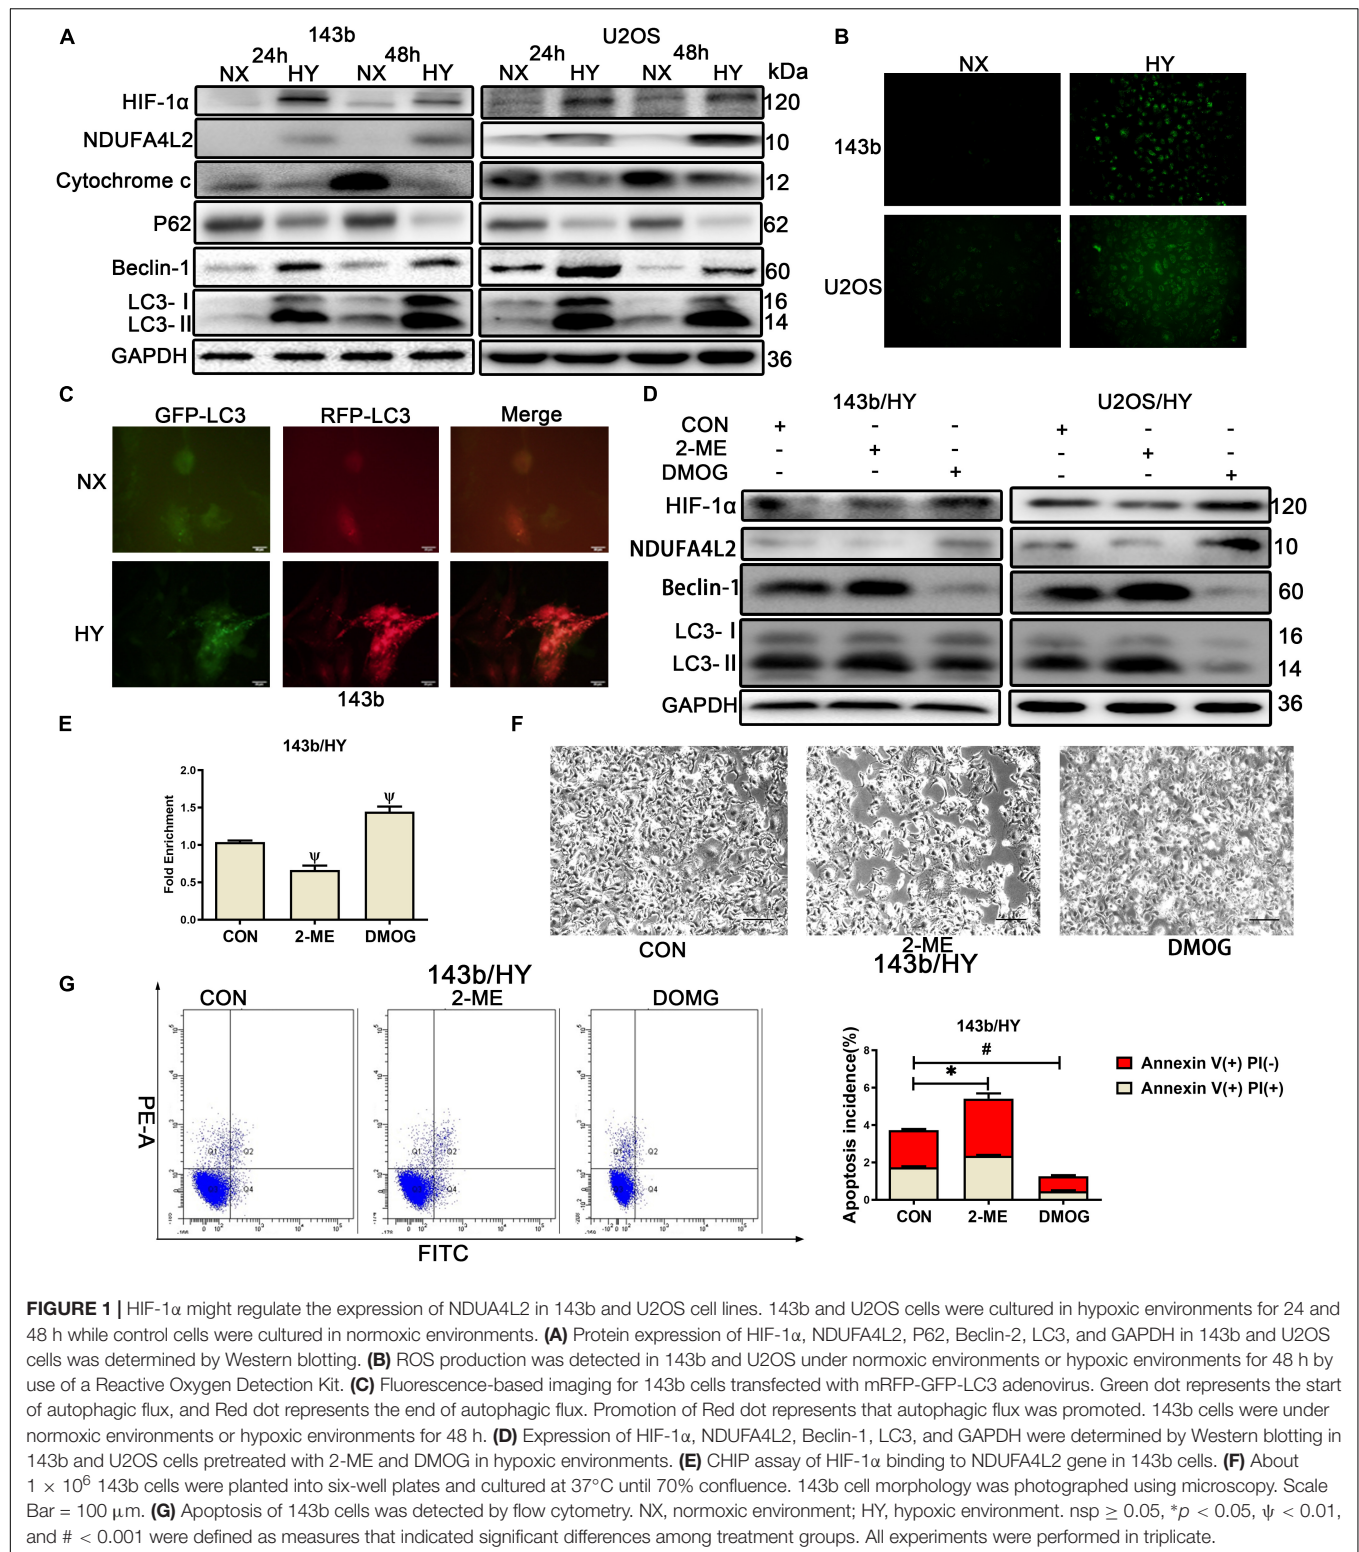 A
143b
U2OS
24h
48h
24h
48h
NX HY NX HY
NX HY NX HY
kDa
HIF-1α
120
NDUFA4L2
10
Cytochrome c
12
P62
62
Beclin-1
60
LC3- I
16
LC3- II
14
GAPDH
36
B
NX
HY
143b
U2OS
C
GFP-LC3
RFP-LC3
Merge
NX
HY
143b
D
143b/HY
U2OS/HY
CON + - - + - -
2-ME - + - - + -
DMOG - - + - - +
HIF-1α
120
NDUFA4L2
10
Beclin-1
60
LC3- I
16
LC3- II
14
GAPDH
36
E
143b/HY
Fold Enrichment
2.0
1.5
1.0
0.5
0.0
ψ
ψ
CON 2-ME DMOG
F
CON
2-ME
DMOG
143b/HY
G
143b/HY
CON
2-ME
DOMG
PE-A
Q1 Q2
Q4
Q1 Q2
Q4
Q1 Q2
Q4
FITC
143b/HY
Apoptosis incidence(%)
8
6
4
2
0
#
*
CON 2-ME DMOG
Annexin V(+) PI(-)
Annexin V(+) PI(+)
FIGURE 1 | HIF-1α might regulate the expression of NDUA4L2 in 143b and U2OS cell lines. 143b and U2OS cells were cultured in hypoxic environments for 24 and
48 h while control cells were cultured in normoxic environments. (A) Protein expression of HIF-1α, NDUFA4L2, P62, Beclin-2, LC3, and GAPDH in 143b and U2OS
cells was determined by Western blotting. (B) ROS production was detected in 143b and U2OS under normoxic environments or hypoxic environments for 48 h by
use of a Reactive Oxygen Detection Kit. (C) Fluorescence-based imaging for 143b cells transfected with mRFP-GFP-LC3 adenovirus. Green dot represents the start
of autophagic flux, and Red dot represents the end of autophagic flux. Promotion of Red dot represents that autophagic flux was promoted. 143b cells were under
normoxic environments or hypoxic environments for 48 h. (D) Expression of HIF-1α, NDUFA4L2, Beclin-1, LC3, and GAPDH were determined by Western blotting in
143b and U2OS cells pretreated with 2-ME and DMOG in hypoxic environments. (E) CHIP assay of HIF-1α binding to NDUFA4L2 gene in 143b cells. (F) About
1 × 10⁶ 143b cells were planted into six-well plates and cultured at 37°C until 70% confluence. 143b cell morphology was photographed using microscopy. Scale
Bar = 100 μm. (G) Apoptosis of 143b cells was detected by flow cytometry. NX, normoxic environment; HY, hypoxic environment. nsp ≥ 0.05, *p < 0.05, ψ < 0.01,
and # < 0.001 were defined as measures that indicated significant differences among treatment groups. All experiments were performed in triplicate.